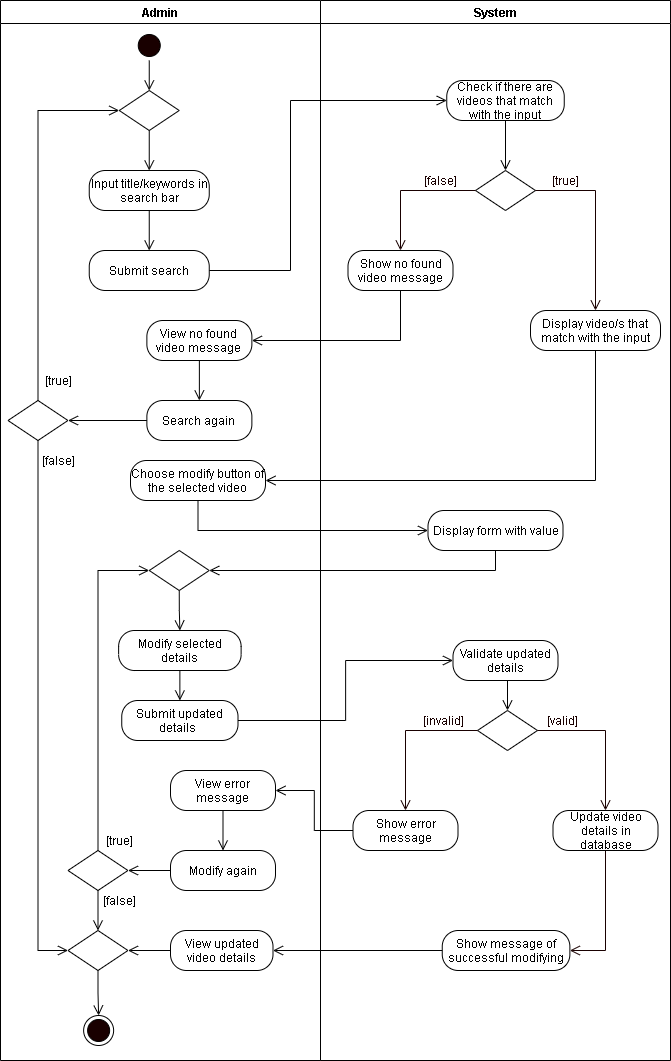 Admin
System
Check if there are
videos that match
with the input
Input title/keywords in
search bar
[false]
[true]
Submit search
Show no found
video message
View no found
video message
Display video/s that
match with the input
[true]
Search again
[false]
Choose modify button of
the selected video
Display form with value
Modify selected
details
Validate updated
details
Submit updated
details
[invalid]
[valid]
View error
message
Show error
message
Update video
details in
database
[true]
Modify again
[false]
View updated
video details
Show message of
successful modifying